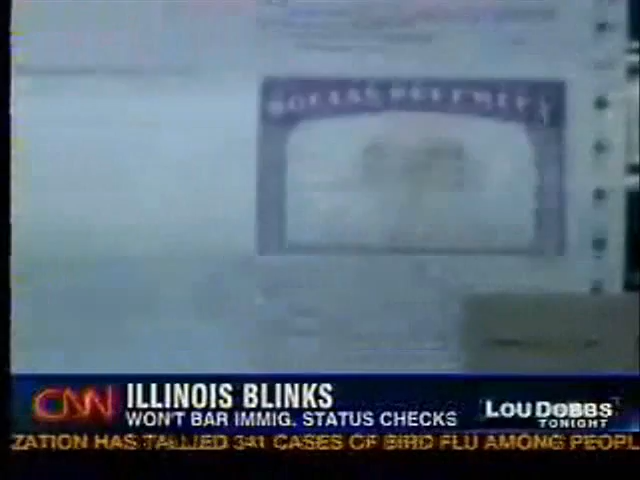 SOCIAL SECURITY
CNN
ILLINOIS BLINKS
WON'T BAR IMMIG. STATUS CHECKS
LOU DOBBS
TONIGHT
ZATION HAS TALLIED 341 CASES OF BIRD FLU AMONG PEOPL